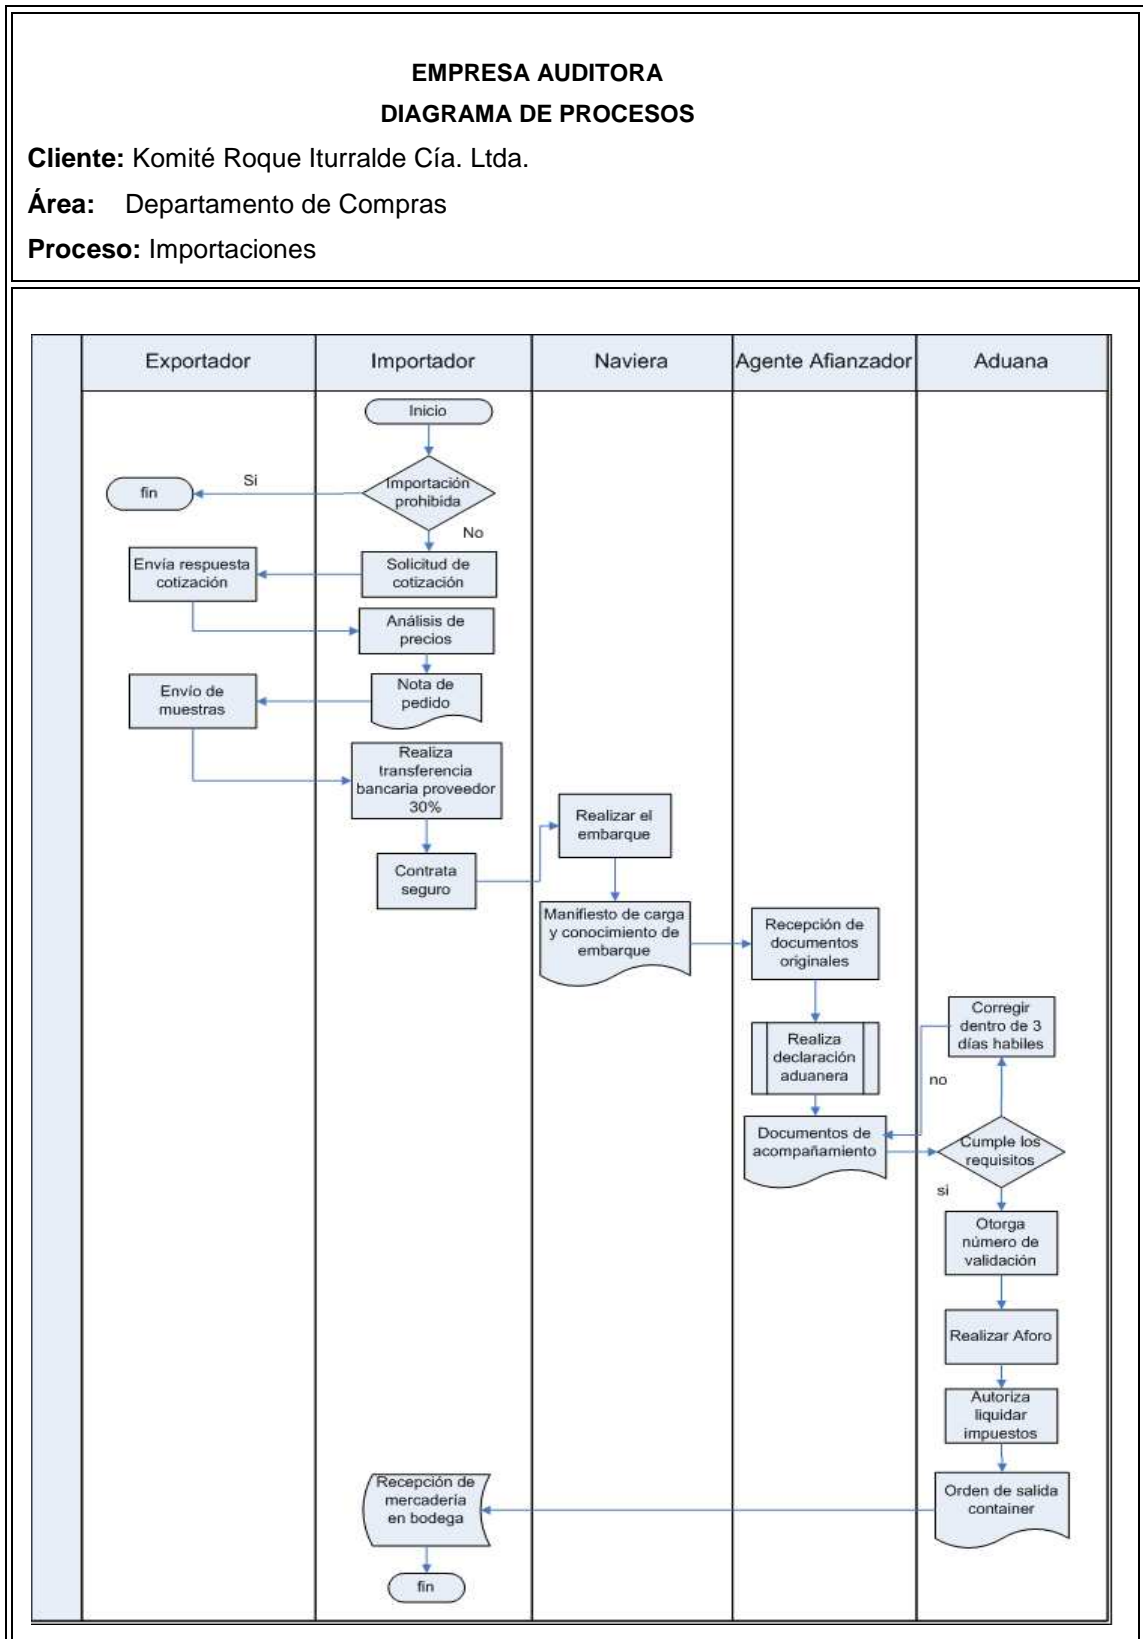 EMPRESA AUDITORA
DIAGRAMA DE PROCESOS
Cliente: Komité Roque Iturralde Cía. Ltda.
Área: Departamento de Compras
Proceso: Importaciones
Exportador
Importador
Naviera
Agente Afianzador
Aduana
Inicio
Importación
prohibida
Si
fin
No
Solicitud de
cotización
Envía respuesta
cotización
Análisis de
precios
Nota de
pedido
Envío de
muestras
Realiza
transferencia
bancaria proveedor
30%
Contrata
seguro
Realizar el
embarque
Manifiesto de carga
y conocimiento de
embarque
Recepción de
documentos
originales
Realiza
declaración
aduanera
Documentos de
acompañamiento
Corregir
dentro de 3
días habiles
no
Cumple los
requisitos
si
Otorga
número de
validación
Realizar Aforo
Autoriza
liquidar
impuestos
Orden de salida
container
Recepción de
mercadería
en bodega
fin